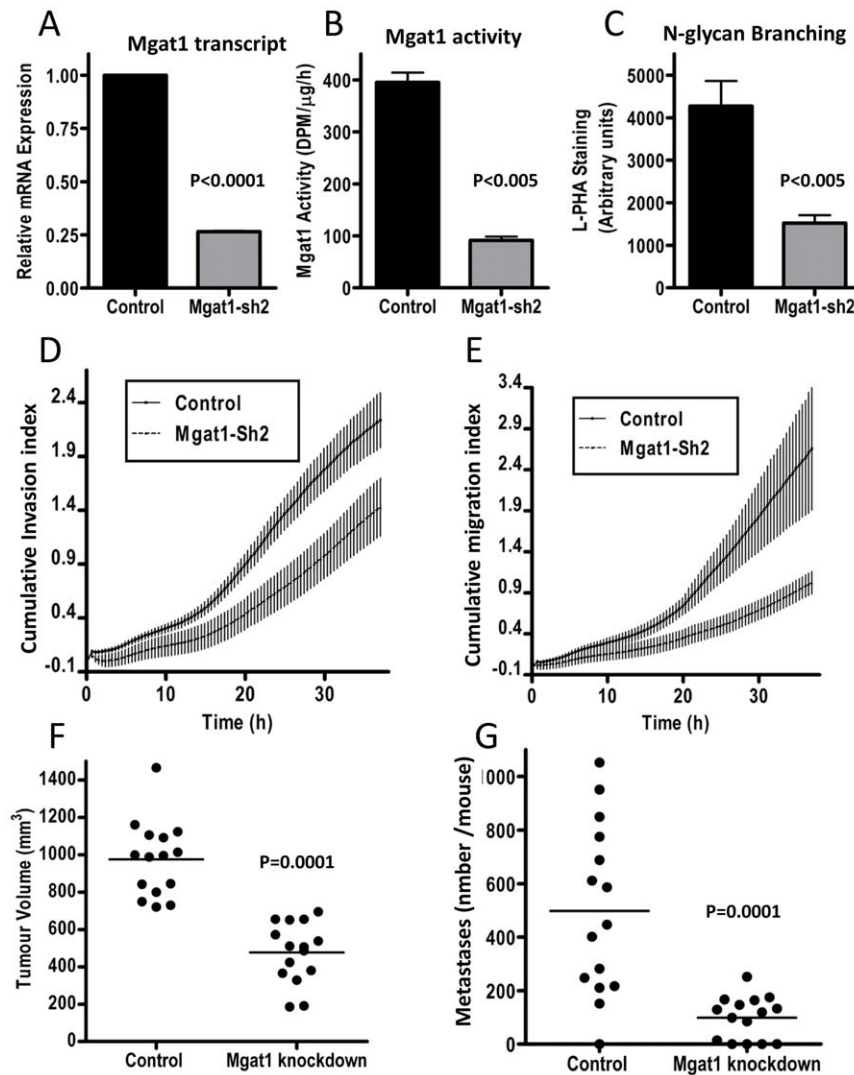 A
Mgat1 transcript
Relative mRNA Expression
1.00
0.75
0.50
0.25
0.00
P<0.0001
Control
Mgat1-sh2
B
Mgat1 activity
Mgat1 Activity (DPM/µg/h)
400
300
200
100
0
P<0.005
Control
Mgat1-sh2
C
N-glycan Branching
L-PHA Staining
(Arbitrary units)
5000
4000
3000
2000
1000
0
P<0.005
Control
Mgat1-sh2
D
Cumulative Invasion index
2.4
1.9
1.4
0.9
0.4
-0.1
Control
Mgat1-Sh2
0
10
20
30
Time (h)
E
Cumulative migration index
3.4
2.9
2.4
1.9
1.4
0.9
0.4
-0.1
Control
Mgat1-Sh2
0
10
20
30
Time (h)
F
Tumour Volume (mm³)
1400
1200
1000
800
600
400
200
0
P=0.0001
Control
Mgat1 knockdown
G
Metastases (nmber /mouse)
1000
800
600
400
200
0
P=0.0001
Control
Mgat1 knockdown